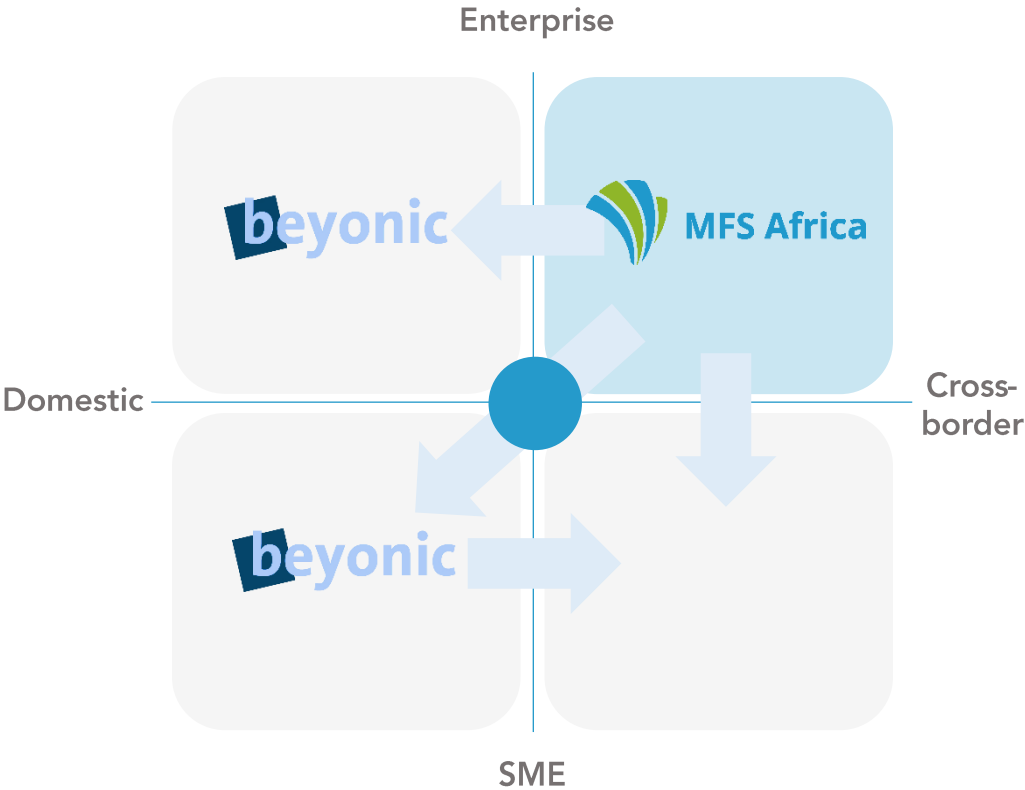 Enterprise
beyonic
MFS Africa
Domestic
Cross-
border
beyonic
SME